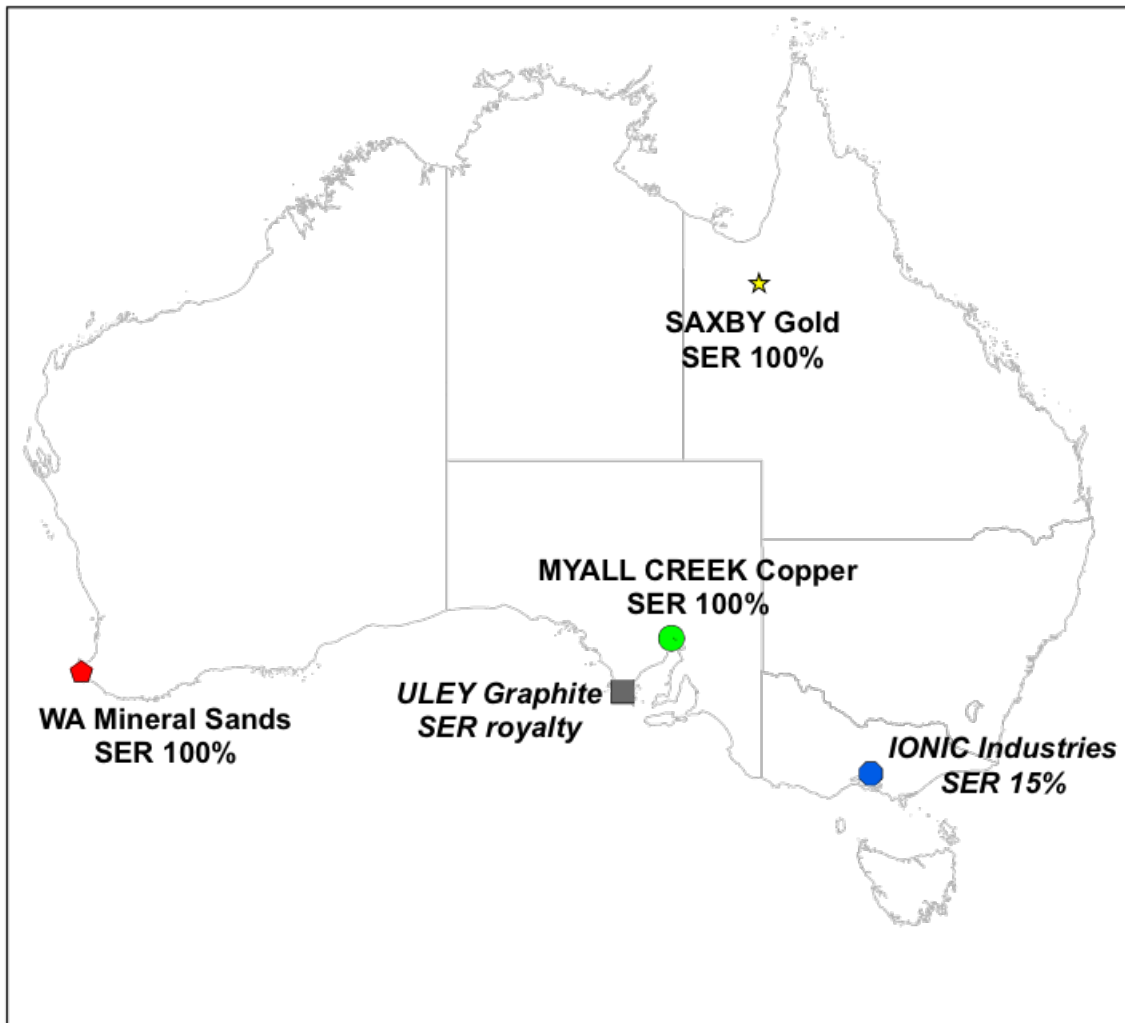 SAXBY Gold
SER 100%
MYALL CREEK Copper
SER 100%
ULEY Graphite
SER royalty
WA Mineral Sands
SER 100%
IONIC Industries
SER 15%